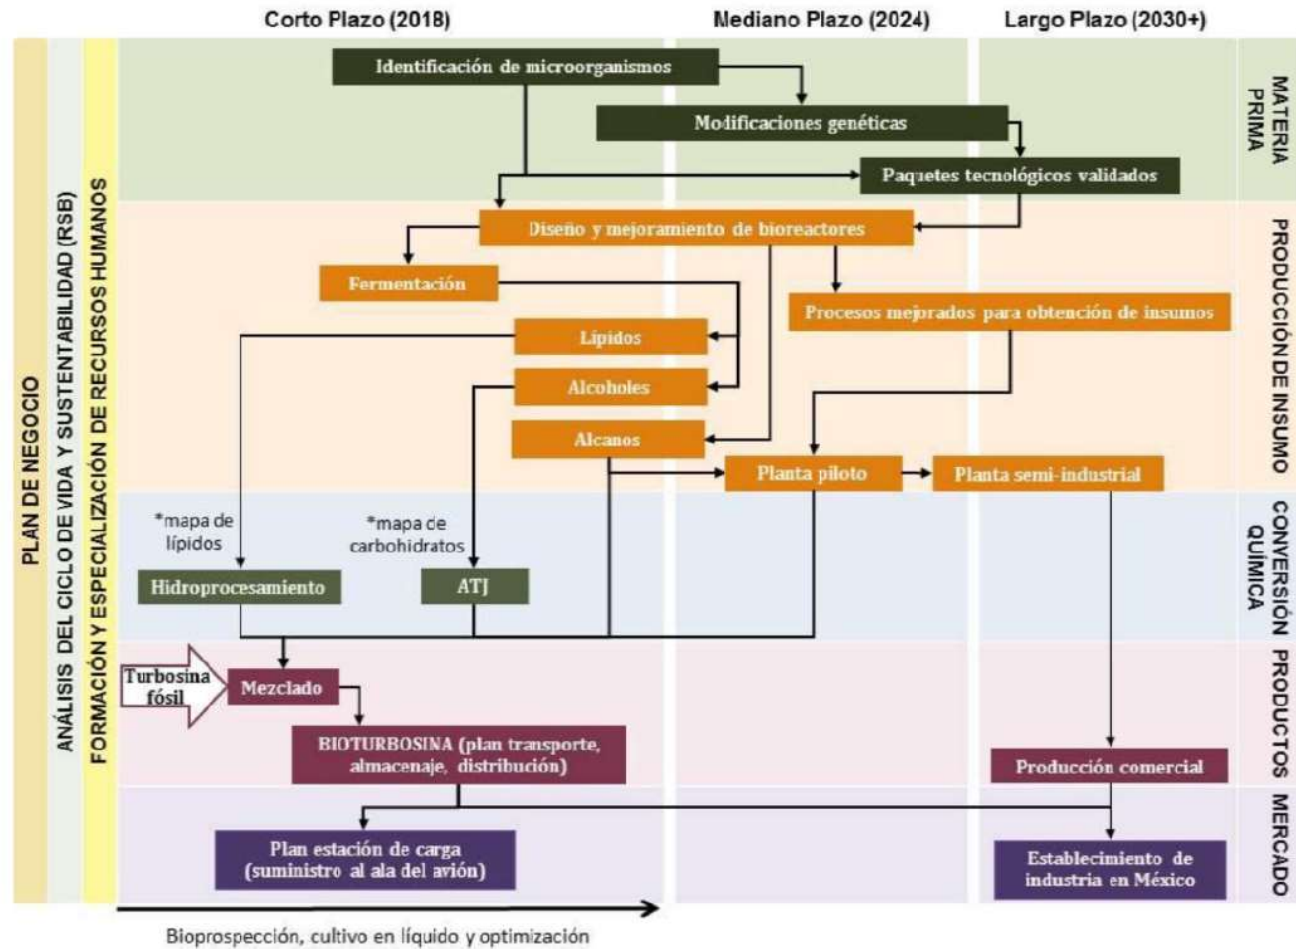 Corto Plazo (2018)
Mediano Plazo (2024)
Largo Plazo (2030+)
PLAN DE NEGOCIO
ANÁLISIS DEL CICLO DE VIDA Y SUSTENTABILIDAD (RSB)
FORMACIÓN Y ESPECIALIZACIÓN DE RECURSOS HUMANOS
Identificación de microorganismos
Modificaciones genéticas
Paquetes tecnológicos validados
MATERIA
PRIMA
Diseño y mejoramiento de bioreactores
Fermentación
Procesos mejorados para obtención de insumos
Lípidos
Alcoholes
Alcanos
Planta piloto
Planta semi-industrial
PRODUCCIÓN DE INSUMO
*mapa de
lípidos
*mapa de
carbohidratos
Hidroprocesamiento
ATJ
CONVERSIÓN
QUÍMICA
Turbosina
fósil
Mezclado
BIOTURBOSINA (plan transporte,
almacenaje, distribución)
Producción comercial
PRODUCTOS
Plan estación de carga
(suministro al ala del avión)
Establecimiento de
industria en México
MERCADO
Bioprospección, cultivo en líquido y optimización